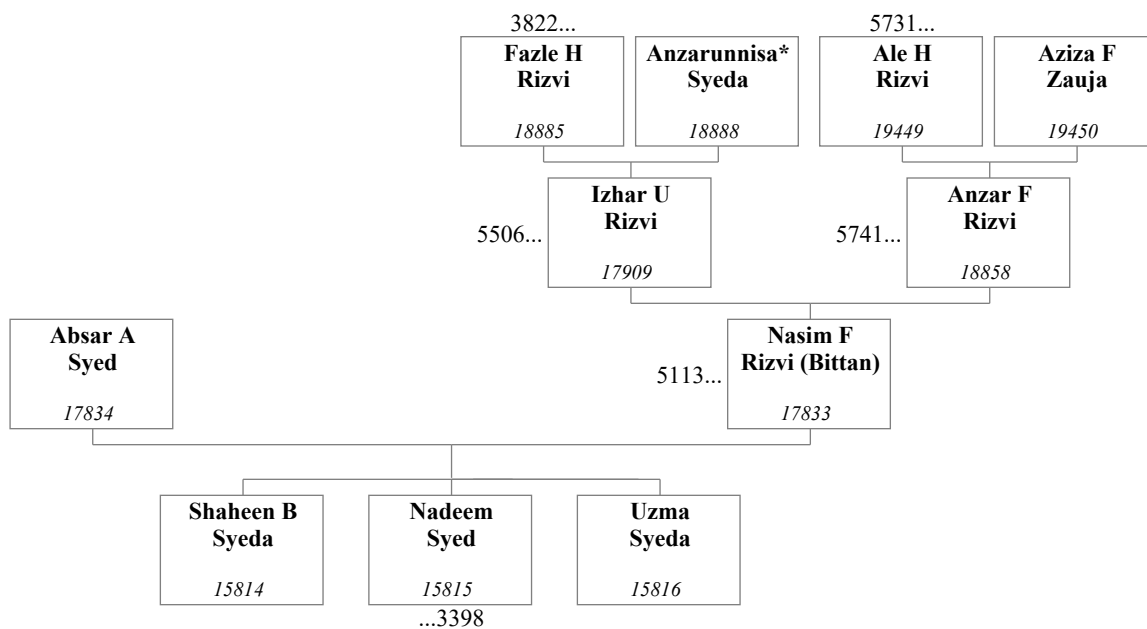 3822...
5731...
Fazle H
Rizvi
18885
Anzarunnisa*
Syeda
18888
Ale H
Rizvi
19449
Aziza F
Zauja
19450
5506...
Izhar U
Rizvi
17909
5741...
Anzar F
Rizvi
18858
Absar A
Syed
17834
5113...
Nasim F
Rizvi (Bittan)
17833
Shaheen B
Syeda
15814
Nadeem
Syed
15815
Uzma
Syeda
15816
...3398